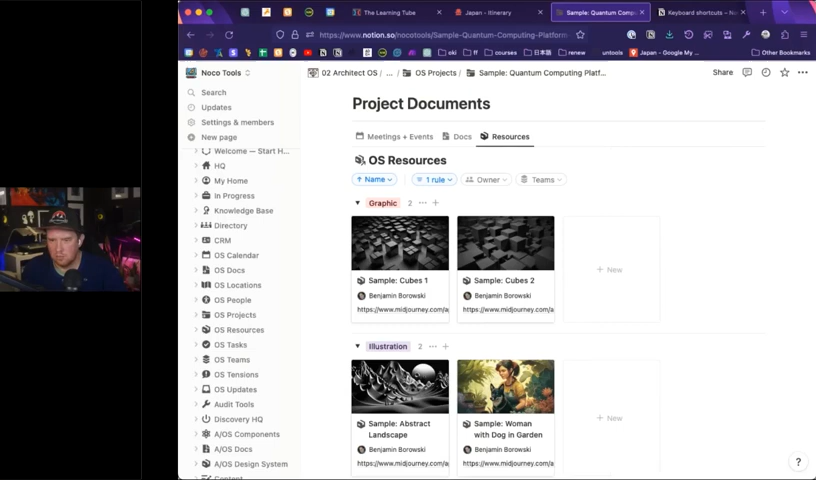 The Learning Tube
Japan - Itinerary
Sample: Quantum Comp
Keyboard shortcuts – N
https://www.notion.so/nocotools/Sample-Quantum-Computing-Platform
oki
ff
courses
日本語
renew
untools
Japan - Google My ...
Other Bookmarks
Noco Tools
02 Architect OS / ... / OS Projects / Sample: Quantum Computing Platf...
Share
Search
Updates
Settings & members
New page
Welcome — Start H...
HQ
My Home
In Progress
Knowledge Base
Directory
CRM
OS Calendar
OS Docs
OS Locations
OS People
OS Projects
OS Resources
OS Tasks
OS Teams
OS Tensions
OS Updates
Audit Tools
Discovery HQ
A/OS Components
A/OS Docs
A/OS Design System
Content
Project Documents
Meetings + Events
Docs
Resources
OS Resources
Name
1 rule
Owner
Teams
Graphic 2
Sample: Cubes 1
Benjamin Borowski
https://www.midjourney.com/a
Sample: Cubes 2
Benjamin Borowski
https://www.midjourney.com/a
+ New
Illustration 2
Sample: Abstract
Landscape
Benjamin Borowski
https://www.midjourney.com/a
Sample: Woman
with Dog in Garden
Benjamin Borowski
https://www.midjourney.com/a
+ New
?